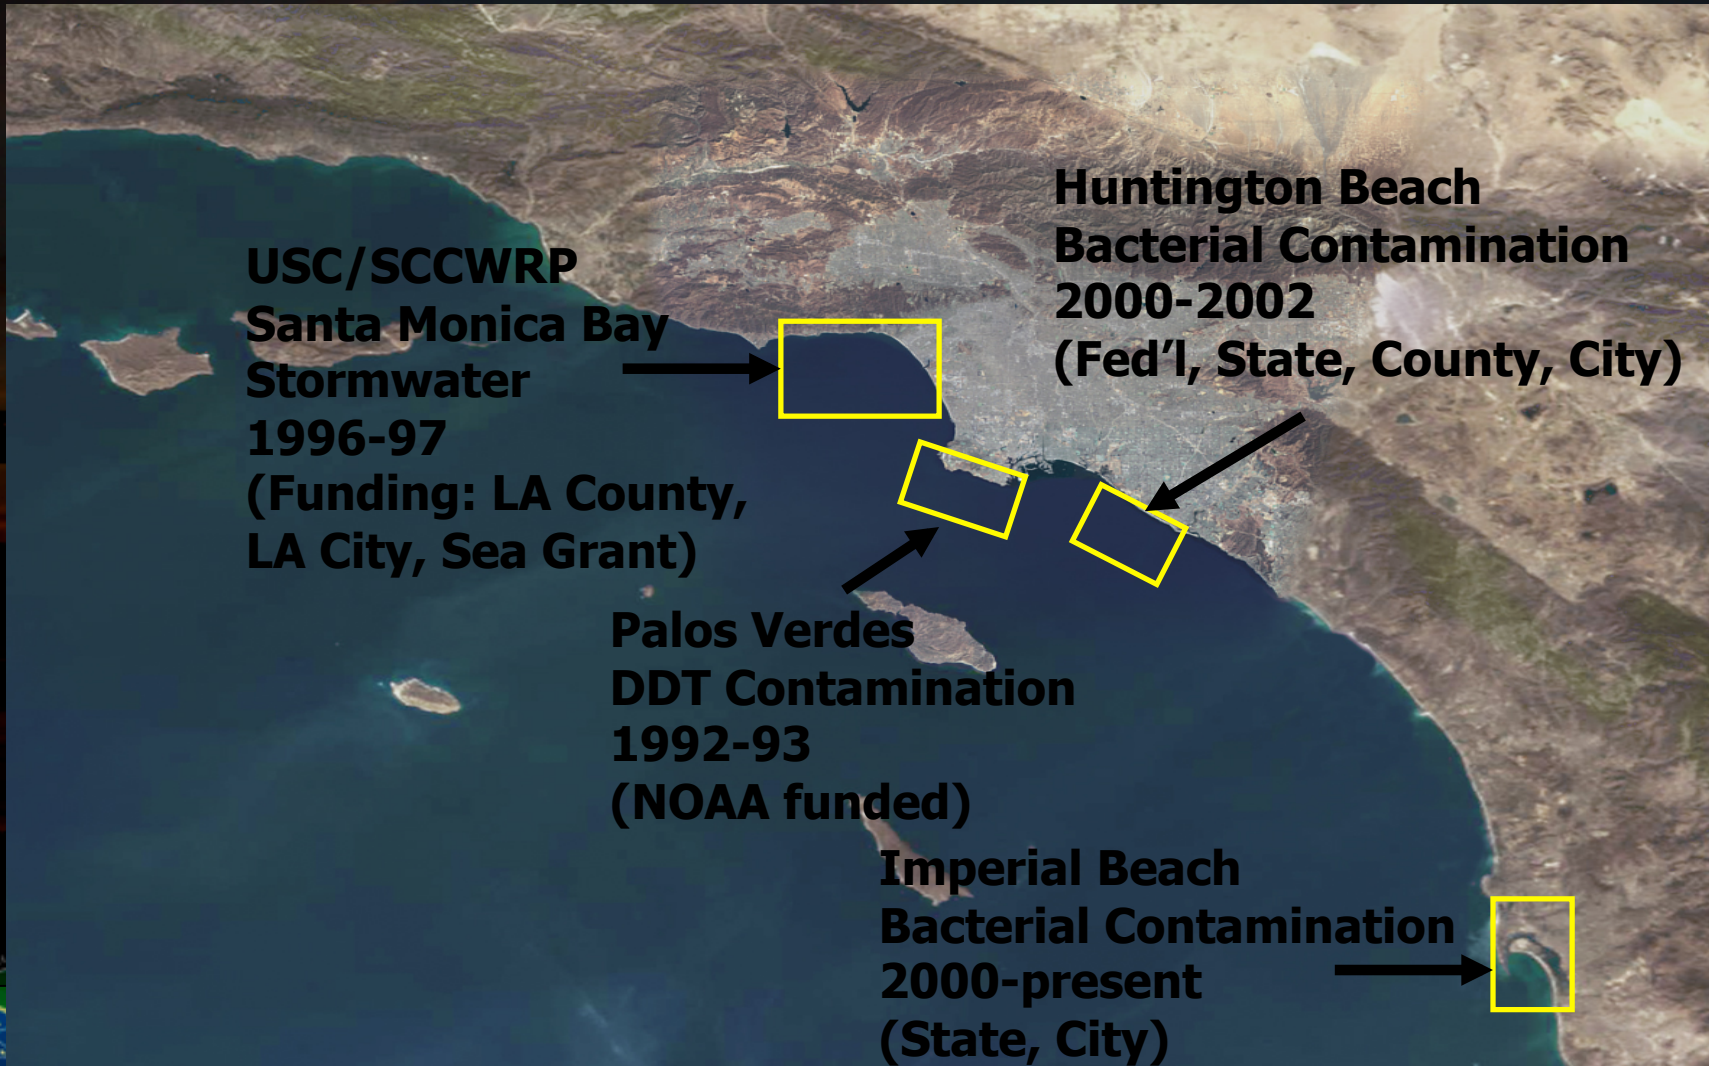 USC/SCCWRP
Santa Monica Bay
Stormwater
1996-97
(Funding: LA County,
LA City, Sea Grant)
Huntington Beach
Bacterial Contamination
2000-2002
(Fed’l, State, County, City)
Palos Verdes
DDT Contamination
1992-93
(NOAA funded)
Imperial Beach
Bacterial Contamination
2000-present
(State, City)